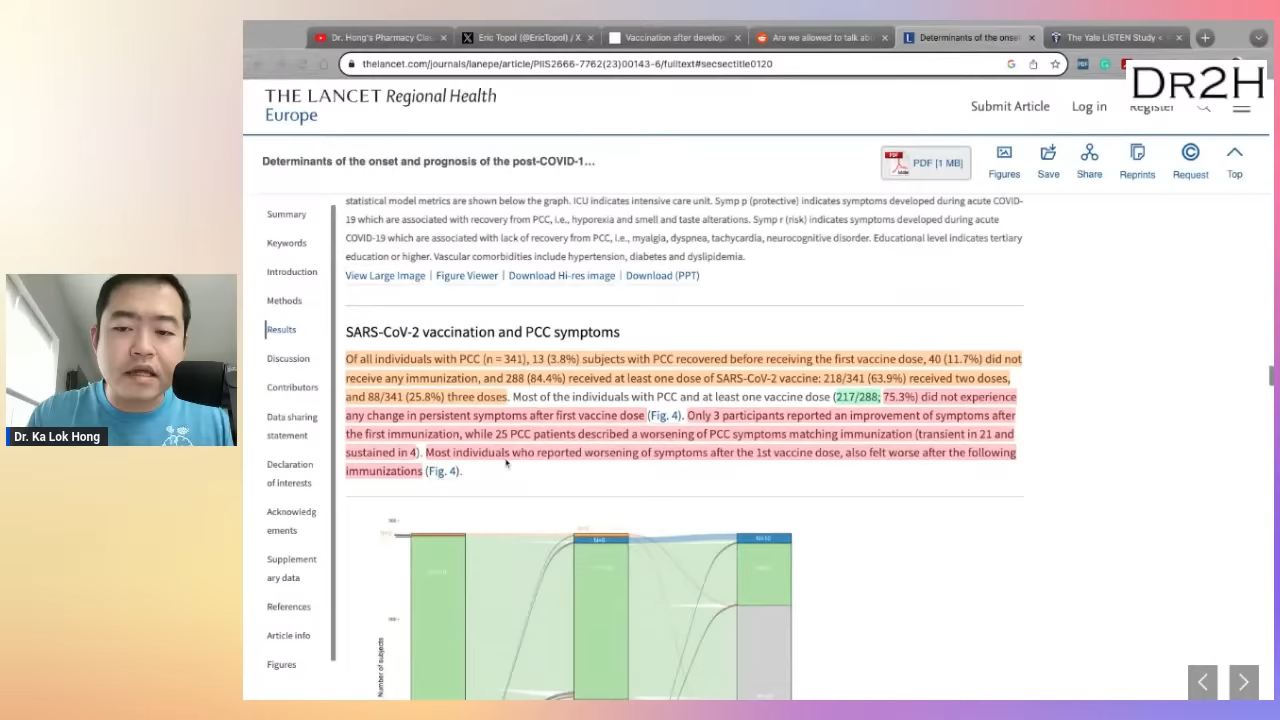 Dr. Hong's Pharmacy Clas
Eric Topol (@EricTopol) / X
Vaccination after develop
Are we allowed to talk ab
Determinants of the onse
The Yale LISTEN Study <
thelancet.com/journals/lanepe/article/PIIS2666-7762(23)00143-6/fulltext#secsectitle0120
Dr2H
THE LANCET Regional Health
Europe
Submit Article
Log in
Register
Determinants of the onset and prognosis of the post-COVID-1...
PDF [1 MB]
Figures
Save
Share
Reprints
Request
Top
Summary
Keywords
Introduction
Methods
Results
Discussion
Contributors
Data sharing
statement
Declaration
of interests
Acknowledg
ements
Supplement
ary data
References
Article info
Figures
statistical model metrics are shown below the graph. ICU indicates intensive care unit. Symp p (protective) indicates symptoms developed during acute COVID-
19 which are associated with recovery from PCC, i.e., hyporexia and smell and taste alterations. Symp r (risk) indicates symptoms developed during acute
COVID-19 which are associated with lack of recovery from PCC, i.e., myalgia, dyspnea, tachycardia, neurocognitive disorder. Educational level indicates tertiary
education or higher. Vascular comorbidities include hypertension, diabetes and dyslipidemia.
View Large Image | Figure Viewer | Download Hi-res image | Download (PPT)
SARS-CoV-2 vaccination and PCC symptoms
Of all individuals with PCC (n = 341), 13 (3.8%) subjects with PCC recovered before receiving the first vaccine dose, 40 (11.7%) did not
receive any immunization, and 288 (84.4%) received at least one dose of SARS-CoV-2 vaccine: 218/341 (63.9%) received two doses,
and 88/341 (25.8%) three doses. Most of the individuals with PCC and at least one vaccine dose (217/288; 75.3%) did not experience
any change in persistent symptoms after first vaccine dose (Fig. 4). Only 3 participants reported an improvement of symptoms after
the first immunization, while 25 PCC patients described a worsening of PCC symptoms matching immunization (transient in 21 and
sustained in 4). Most individuals who reported worsening of symptoms after the 1st vaccine dose, also felt worse after the following
immunizations (Fig. 4).
Number of subjects
Dr. Ka Lok Hong